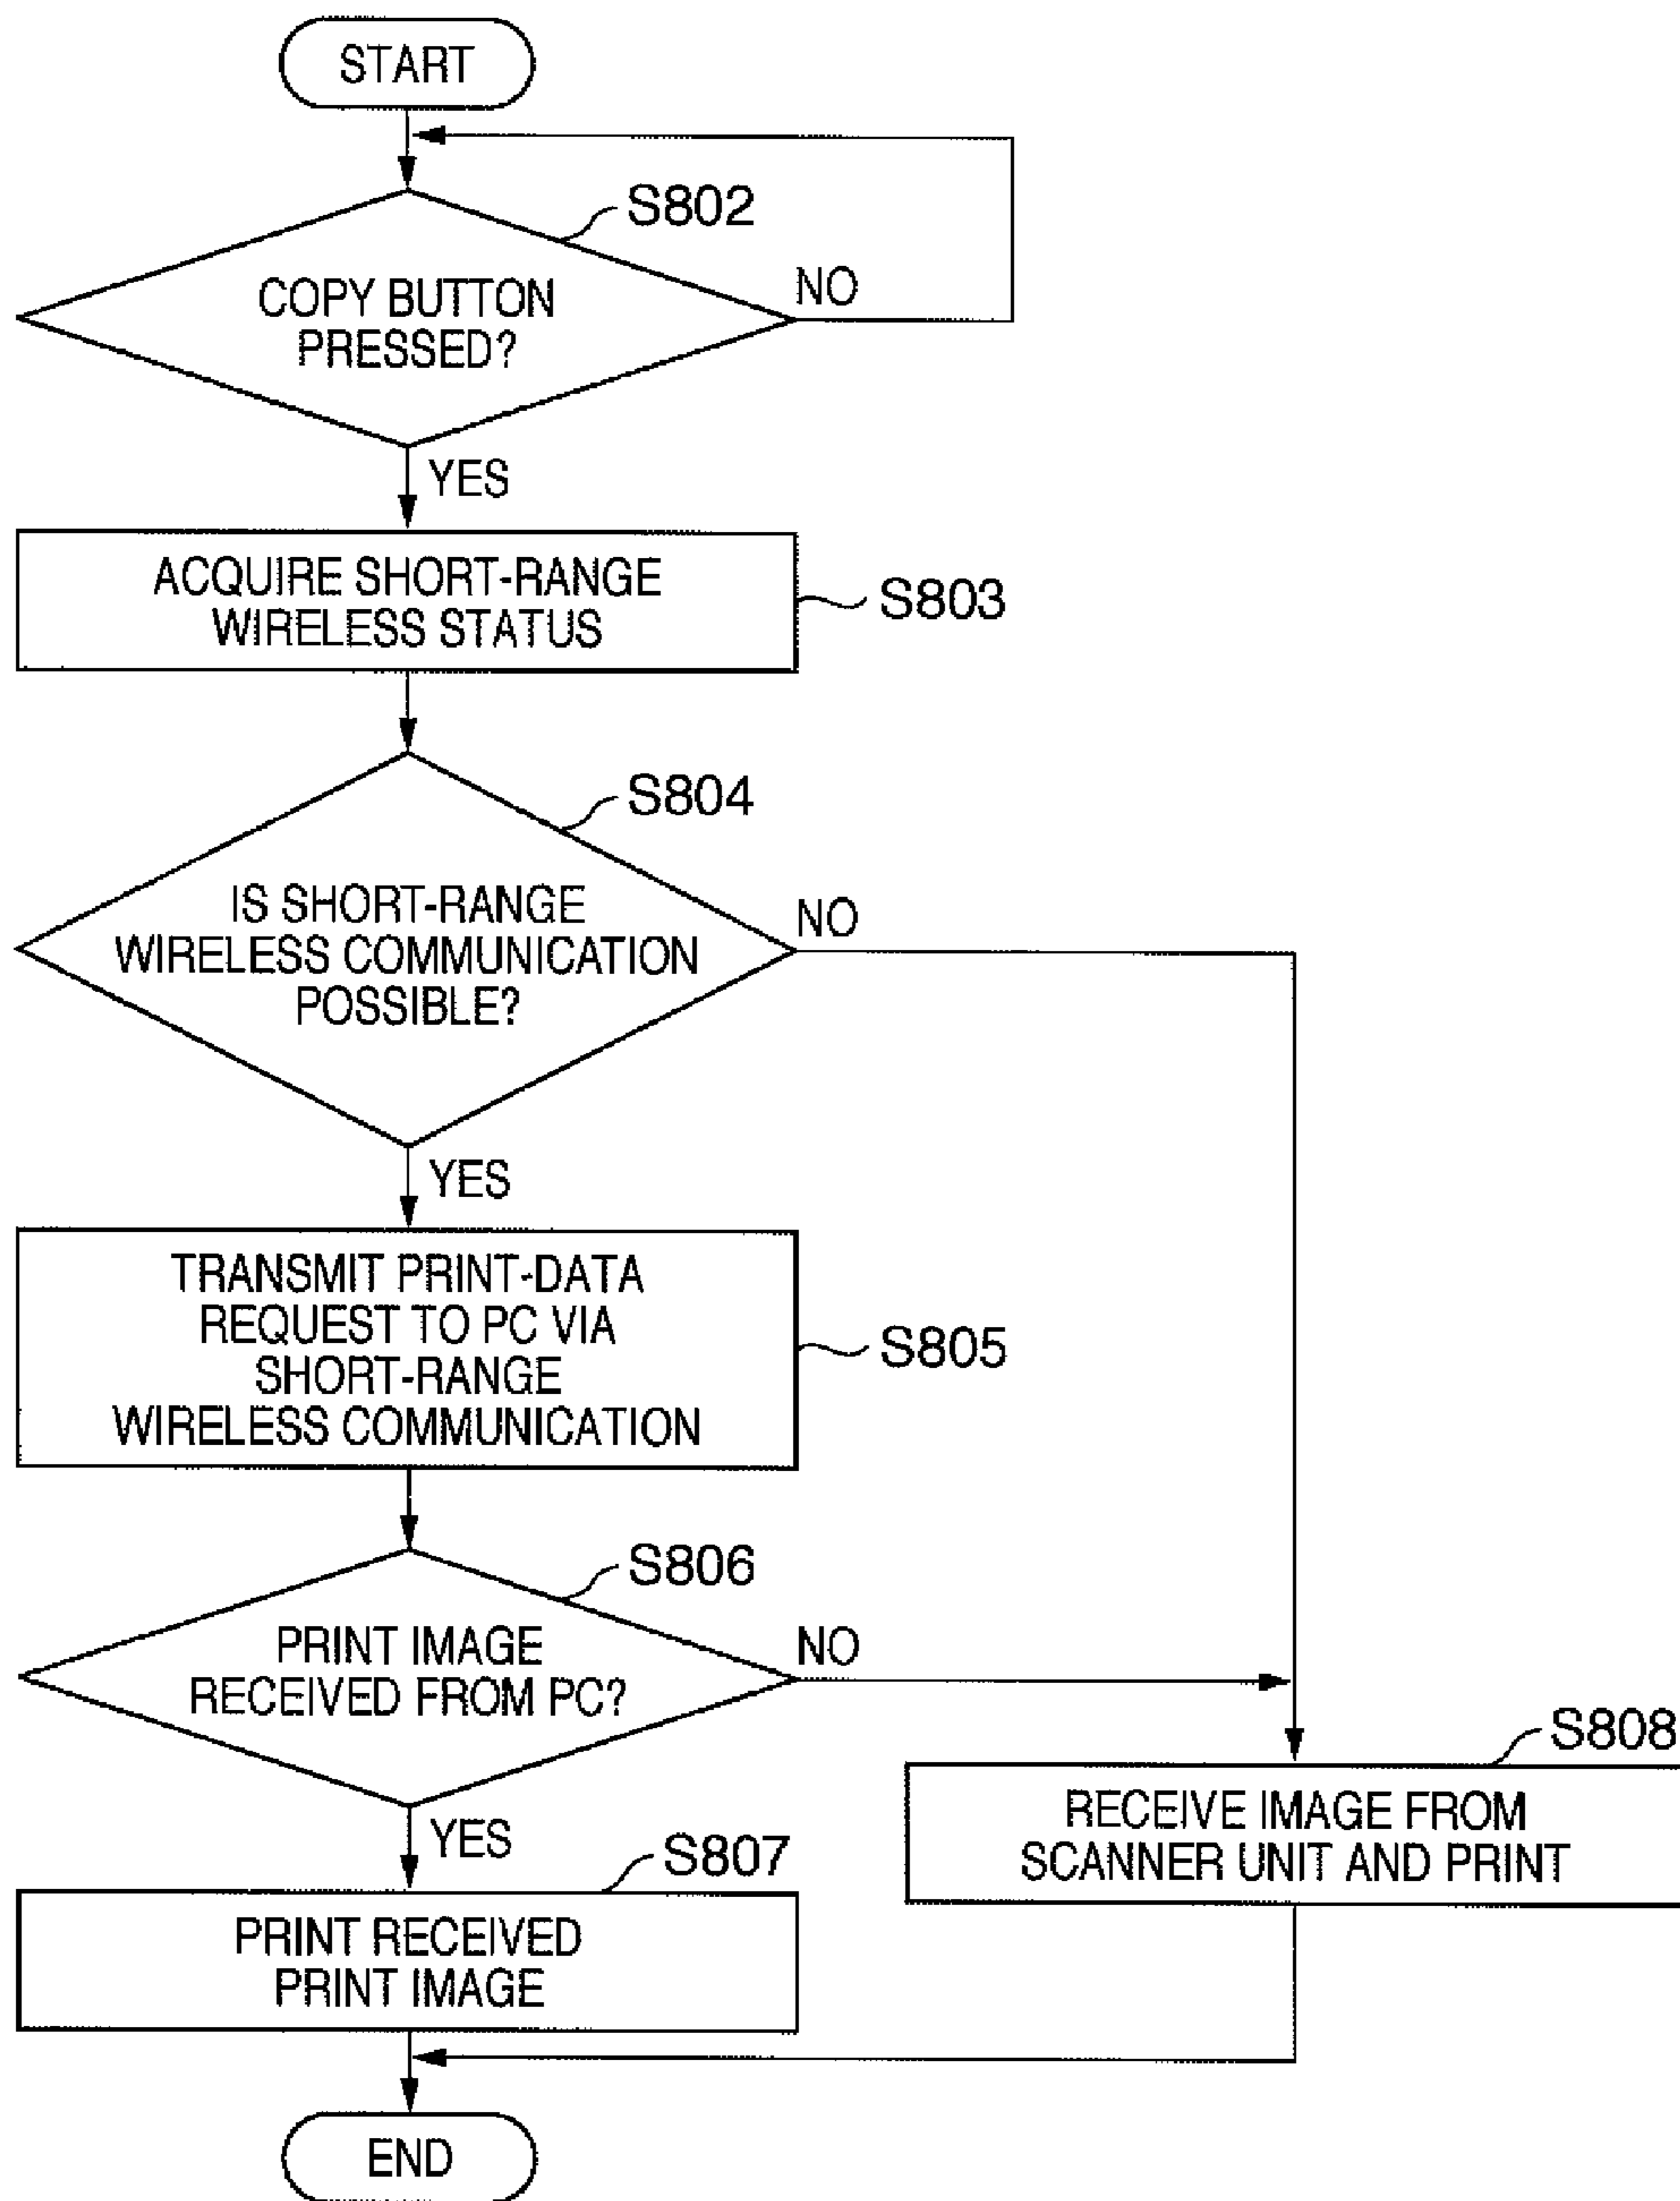 START
S802
COPY BUTTON
PRESSED?
NO
YES
ACQUIRE SHORT-RANGE
WIRELESS STATUS
S803
S804
IS SHORT-RANGE
WIRELESS COMMUNICATION
POSSIBLE?
NO
YES
TRANSMIT PRINT-DATA
REQUEST TO PC VIA
SHORT-RANGE
WIRELESS COMMUNICATION
S805
S806
PRINT IMAGE
RECEIVED FROM PC?
NO
YES
S808
RECEIVE IMAGE FROM
SCANNER UNIT AND PRINT
S807
PRINT RECEIVED
PRINT IMAGE
END